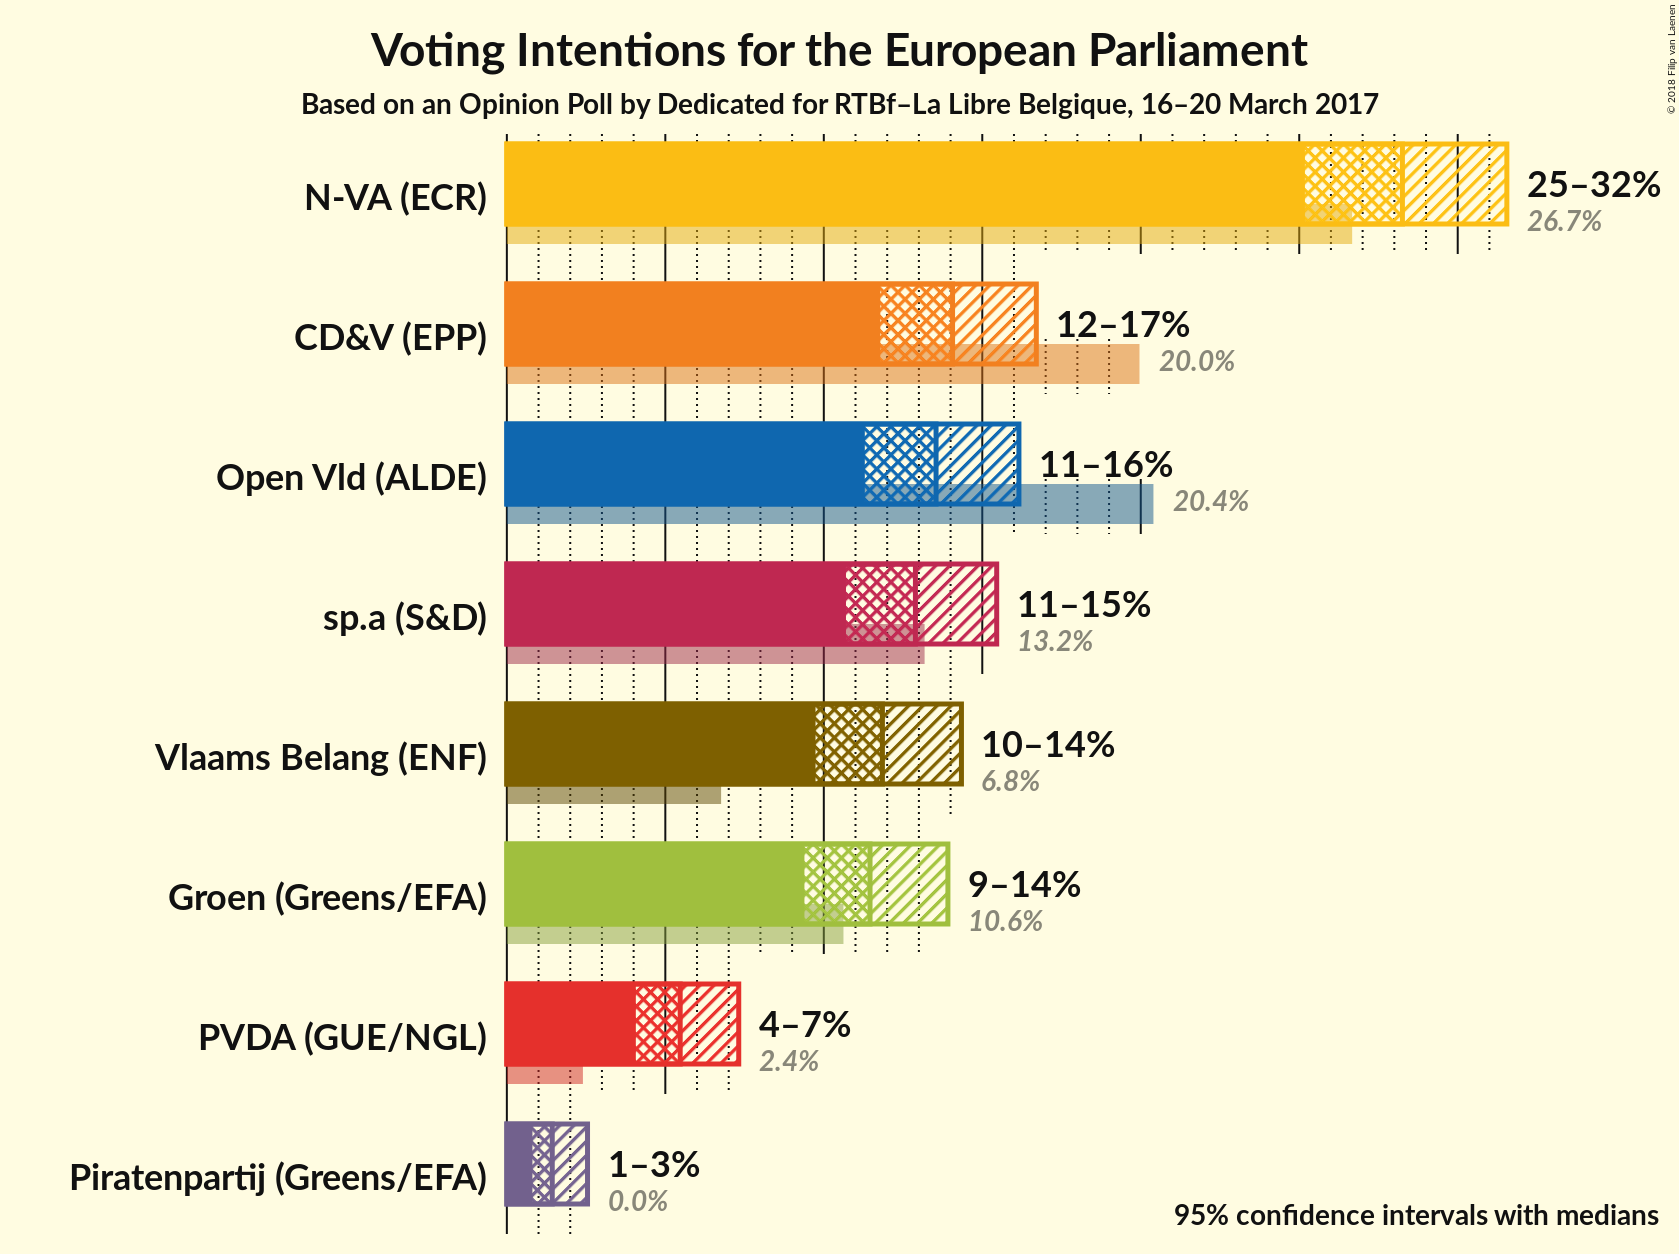 © 2018 Filip van Laenen
Voting Intentions for the European Parliament
Based on an Opinion Poll by Dedicated for RTBf–La Libre Belgique, 16–20 March 2017
N-VA (ECR)
25–32%
26.7%
CD&V (EPP)
12–17%
20.0%
Open Vld (ALDE)
11–16%
20.4%
sp.a (S&D)
11–15%
13.2%
Vlaams Belang (ENF)
10–14%
6.8%
Groen (Greens/EFA)
9–14%
10.6%
PVDA (GUE/NGL)
4–7%
2.4%
Piratenpartij (Greens/EFA)
1–3%
0.0%
95% confidence intervals with medians